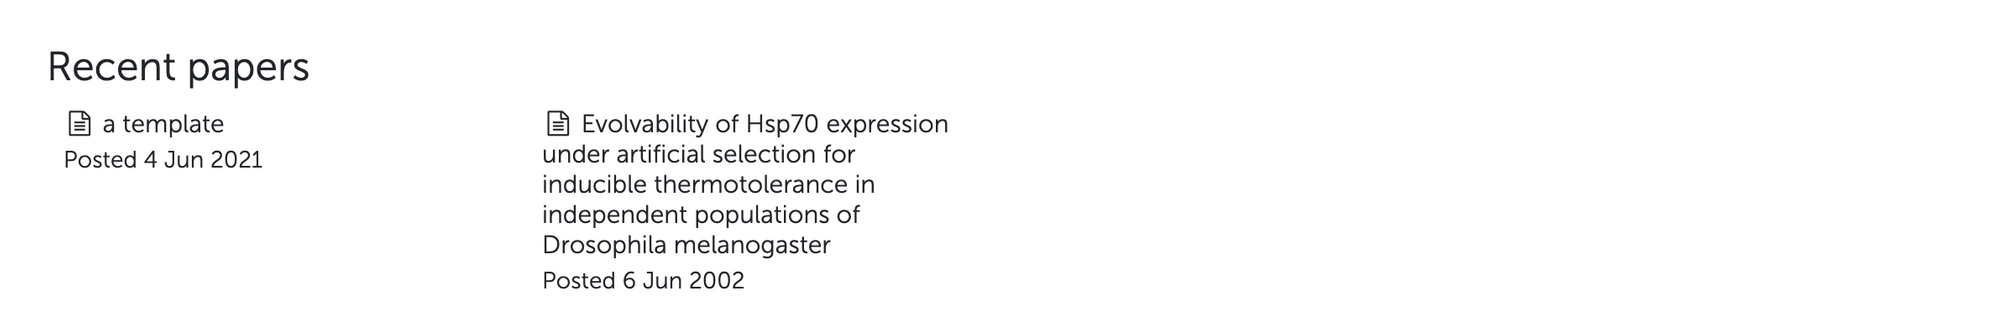 Recent papers
a template
Posted 4 Jun 2021
Evolvability of Hsp70 expression
under artificial selection for
inducible thermotolerance in
independent populations of
Drosophila melanogaster
Posted 6 Jun 2002